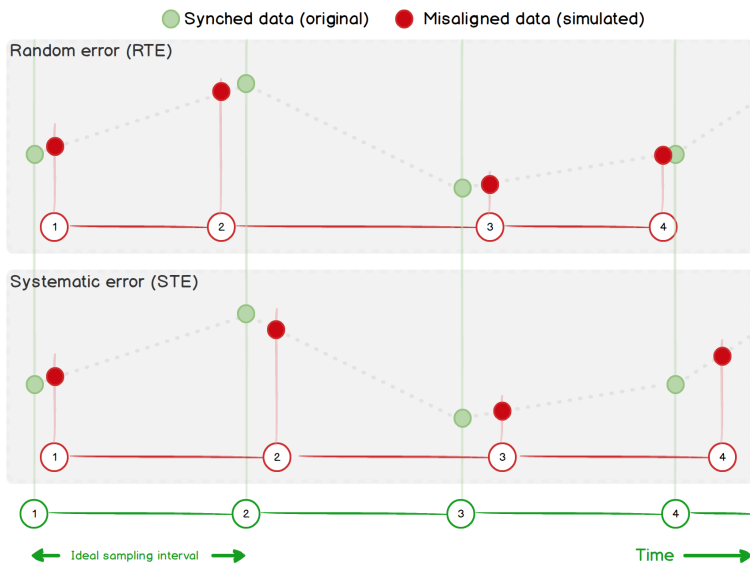 Synched data (original) Misaligned data (simulated)
Random error (RTE)
1 2 3 4
Systematic error (STE)
1 2 3 4
1 2 3 4
Ideal sampling interval Time